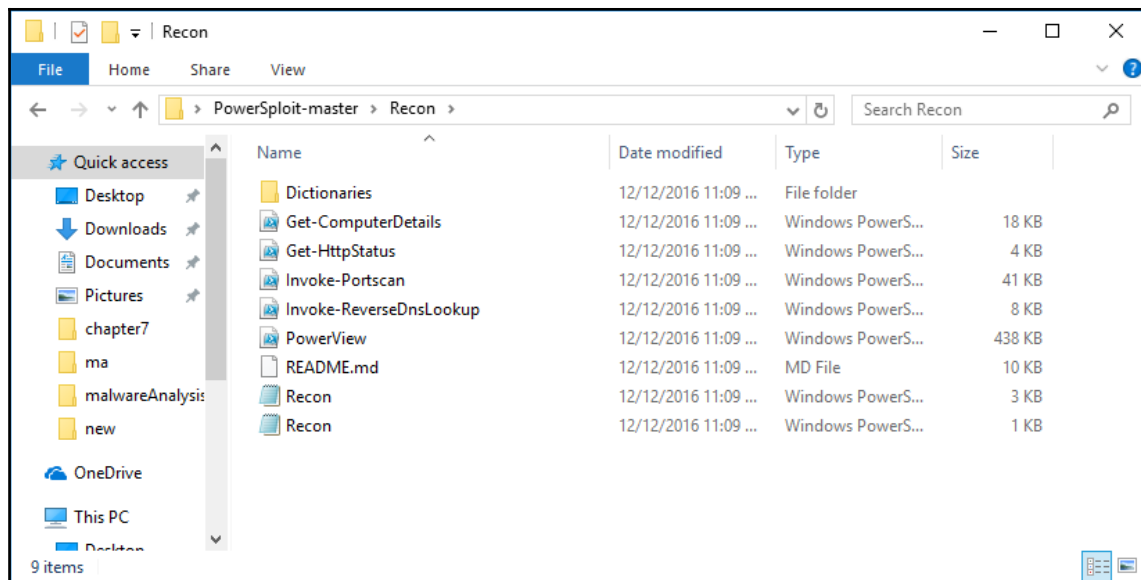 Recon
File Home Share View
PowerSploit-master Recon Search Recon
Name Date modified Type Size
Quick access
Desktop
Downloads
Documents
Pictures
chapter7
ma
malwareAnalysis
new
OneDrive
This PC
Desktop
Dictionaries 12/12/2016 11:09 ... File folder
Get-ComputerDetails 12/12/2016 11:09 ... Windows PowerS... 18 KB
Get-HttpStatus 12/12/2016 11:09 ... Windows PowerS... 4 KB
Invoke-Portscan 12/12/2016 11:09 ... Windows PowerS... 41 KB
Invoke-ReverseDnsLookup 12/12/2016 11:09 ... Windows PowerS... 8 KB
PowerView 12/12/2016 11:09 ... Windows PowerS... 438 KB
README.md 12/12/2016 11:09 ... MD File 10 KB
Recon 12/12/2016 11:09 ... Windows PowerS... 3 KB
Recon 12/12/2016 11:09 ... Windows PowerS... 1 KB
9 items